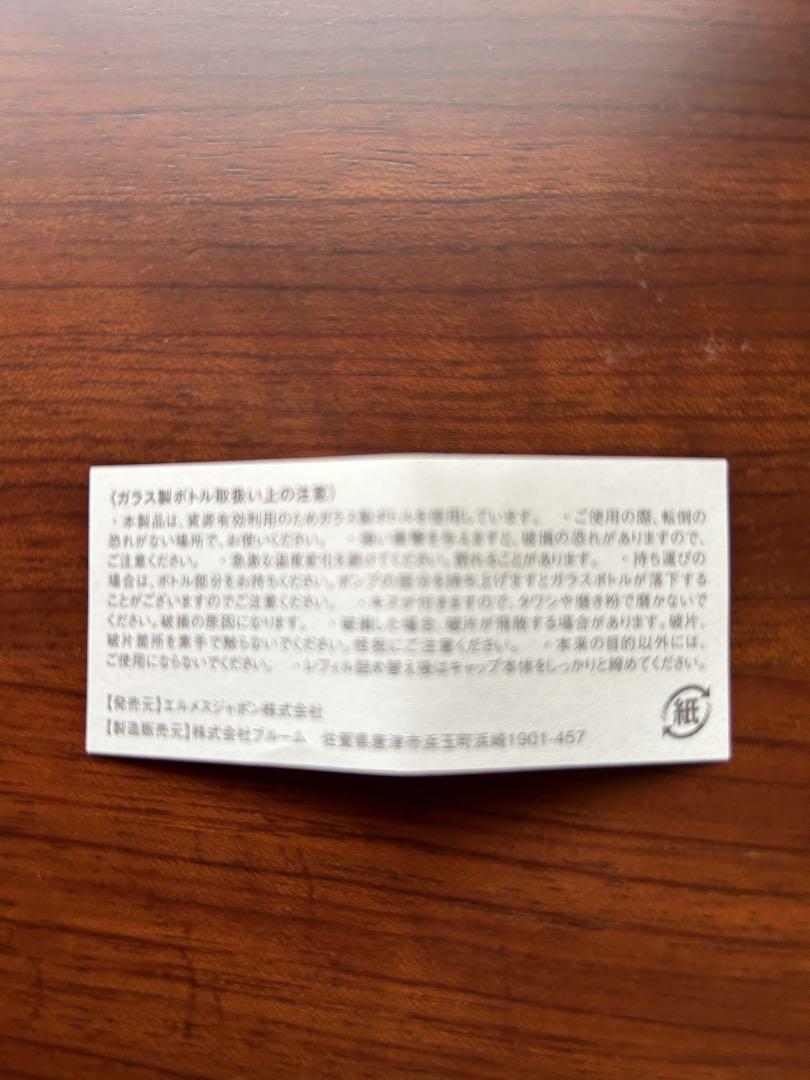 〈ガラス製ボトル取扱い上の注意〉
・本製品は、資源有効利用のためガラス製ボトルを使用しています。 ・ご使用の際、転倒の
恐れがない場所で、お使いください。 ・強い衝撃を与えますと、破損の恐れがありますので、
ご注意ください。 ・急激な温度変化を避けてください。割れることがあります。 ・持ち運びの
場合は、ボトル部分をお持ちください。ポンプの部分を持ち上げますとガラスボトルが落下する
ことがございますのでご注意ください。 ・キズが付きますので、タワシや磨き粉で磨かないで
ください。破損の原因になります。 ・破損した場合、破片が飛散する場合があります。破片、
破片箇所を素手で触らないでください。怪我にご注意ください。 ・本来の目的以外には、
ご使用にならないでください。 ・レフィル詰め替え後はキャップ本体をしっかりと締めてください。
【発売元】エルメスジャポン株式会社
【製造販売元】株式会社ブルーム 佐賀県唐津市浜玉町浜崎1901-457
紙